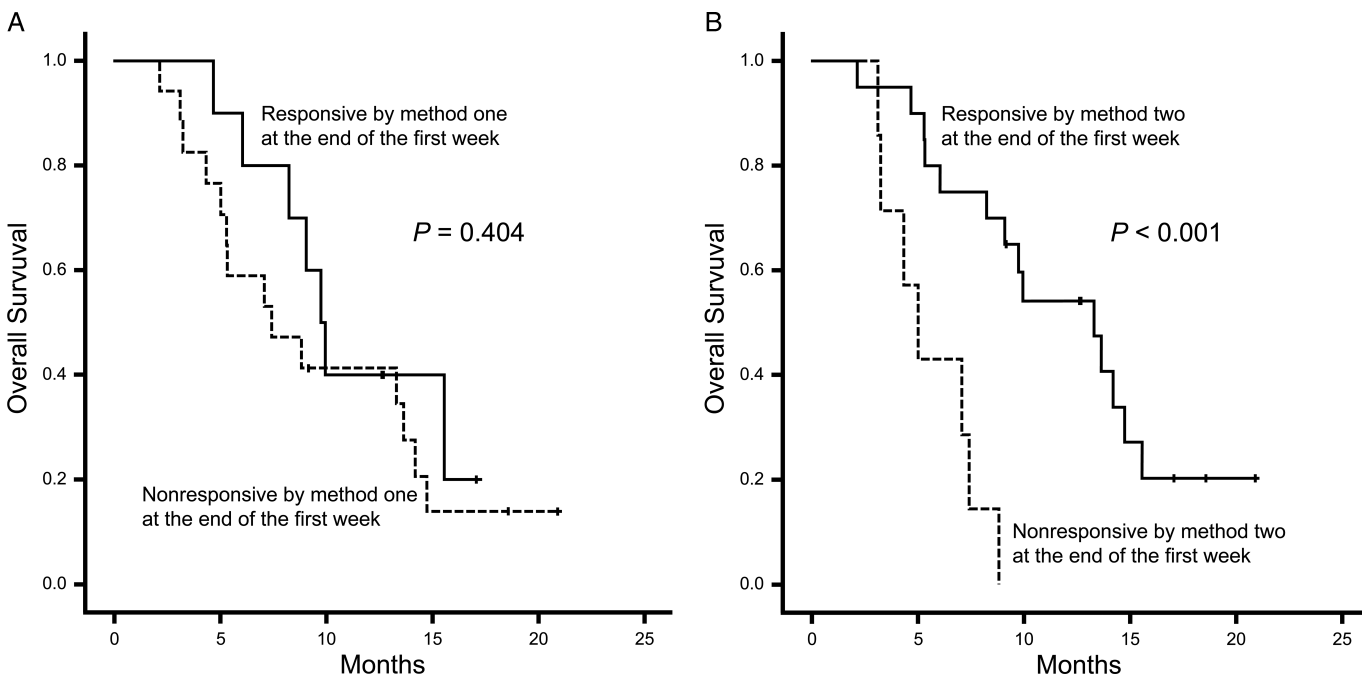 A
Overall Survuval
1.0
0.8
0.6
0.4
0.2
0.0
Responsive by method one
at the end of the first week
P = 0.404
Nonresponsive by method one
at the end of the first week
0 5 10 15 20 25
Months
B
Overall Survuval
1.0
0.8
0.6
0.4
0.2
0.0
Responsive by method two
at the end of the first week
P < 0.001
Nonresponsive by method two
at the end of the first week
0 5 10 15 20 25
Months